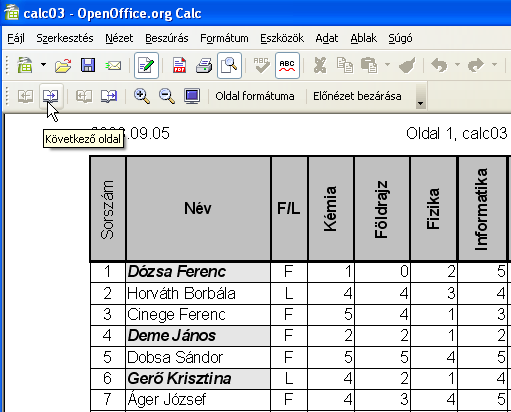 calc03 - OpenOffice.org Calc
Fájl Szerkesztés Nézet Beszúrás Formátum Eszközök Adat Ablak Súgó
ABC ABC
Oldal formátuma Előnézet bezárása
Következő oldal
09.05 Oldal 1, calc03
Sorszám Név F/L Kémia Földrajz Fizika Informatika
1 Dózsa Ferenc F 1 0 2 5
2 Horváth Borbála L 4 4 3 4
3 Cinege Ferenc F 5 4 1 3
4 Deme János F 2 2 1 2
5 Dobsa Sándor F 5 5 4 5
6 Gerő Krisztina L 4 2 1 4
7 Áger József F 4 3 4 5